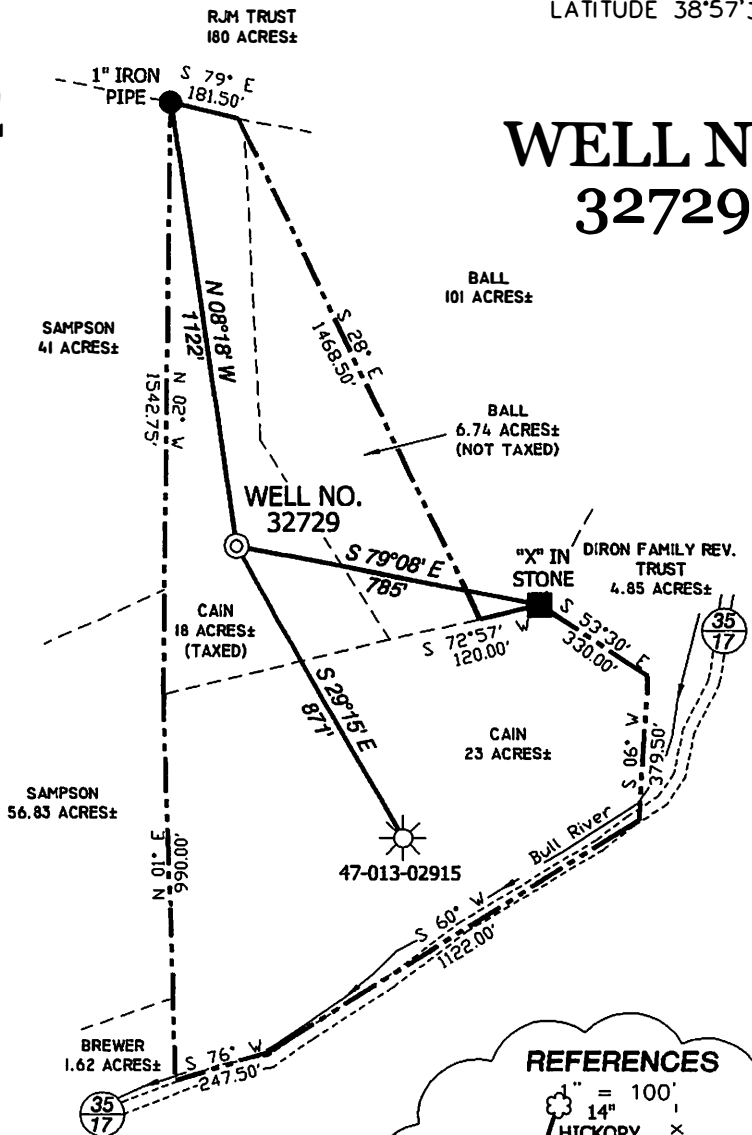 RJM TRUST
180 ACRES±
LATITUDE 38°57'
1" IRON
PIPE
S 79° E
181.50'
WELL N
32729
BALL
101 ACRES±
SAMPSON
41 ACRES±
N 08°18' W
1122'
S 28° E
1468.50'
N 02° W
1542.75'
BALL
6.74 ACRES±
(NOT TAXED)
WELL NO.
32729
S 79°08' E
785'
"X" IN
STONE
DIRON FAMILY REV.
TRUST
4.85 ACRES±
35
17
CAIN
18 ACRES±
(TAXED)
S 72°57' W
120.00'
S 53°30' E
330.00'
S 29°15' E
871'
CAIN
23 ACRES±
S 06° W
379.50'
SAMPSON
56.83 ACRES±
N 01° E
990.00'
Bull River
47-013-02915
S 60° W
1122.00'
BREWER
1.62 ACRES±
S 76° W
247.50'
35
17
REFERENCES
1" = 100'
14"
HICKORY